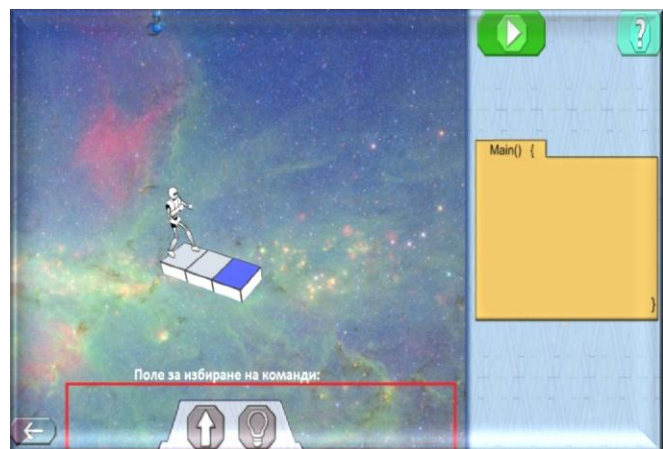 ?
Main() {
}
Поле за избиране на команди: